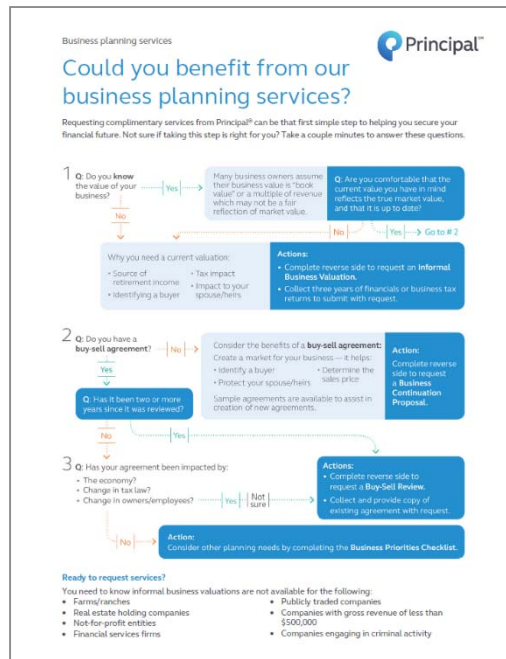 Business planning services
Principal℠
Could you benefit from our
business planning services?
Requesting complimentary services from Principal® can be that first simple step to helping you secure your
financial future. Not sure if taking this step is right for you? Take a couple minutes to answer these questions.
1 Q: Do you know
the value of your
business?
Yes
Many business owners assume
their business value is "book
value" or a multiple of revenue
which may not be a fair
reflection of market value.
Q: Are you comfortable that the
current value you have in mind
reflects the true market value,
and that it is up to date?
No
No
Yes
Go to # 2
Why you need a current valuation:
• Source of
retirement income
• Identifying a buyer
• Tax impact
• Impact to your
spouse/heirs
Actions:
• Complete reverse side to request an Informal
Business Valuation.
• Collect three years of financials or business tax
returns to submit with request.
2 Q: Do you have a
buy-sell agreement?
No
Consider the benefits of a buy-sell agreement:
Create a market for your business — it helps:
• Identify a buyer
• Protect your spouse/heirs
• Determine the
sales price
Sample agreements are available to assist in
creation of new agreements.
Action:
Complete reverse
side to request
a Business
Continuation
Proposal.
Yes
Q: Has it been two or more
years since it was reviewed?
No
Yes
3 Q: Has your agreement been impacted by:
• The economy?
• Change in tax law?
• Change in owners/employees?
Yes
Not
sure
Actions:
• Complete reverse side to
request a Buy-Sell Review.
• Collect and provide copy of
existing agreement with request.
No
Action:
Consider other planning needs by completing the Business Priorities Checklist.
Ready to request services?
You need to know informal business valuations are not available for the following:
• Farms/ranches
• Real estate holding companies
• Not-for-profit entities
• Financial services firms
• Publicly traded companies
• Companies with gross revenue of less than
$500,000
• Companies engaging in criminal activity